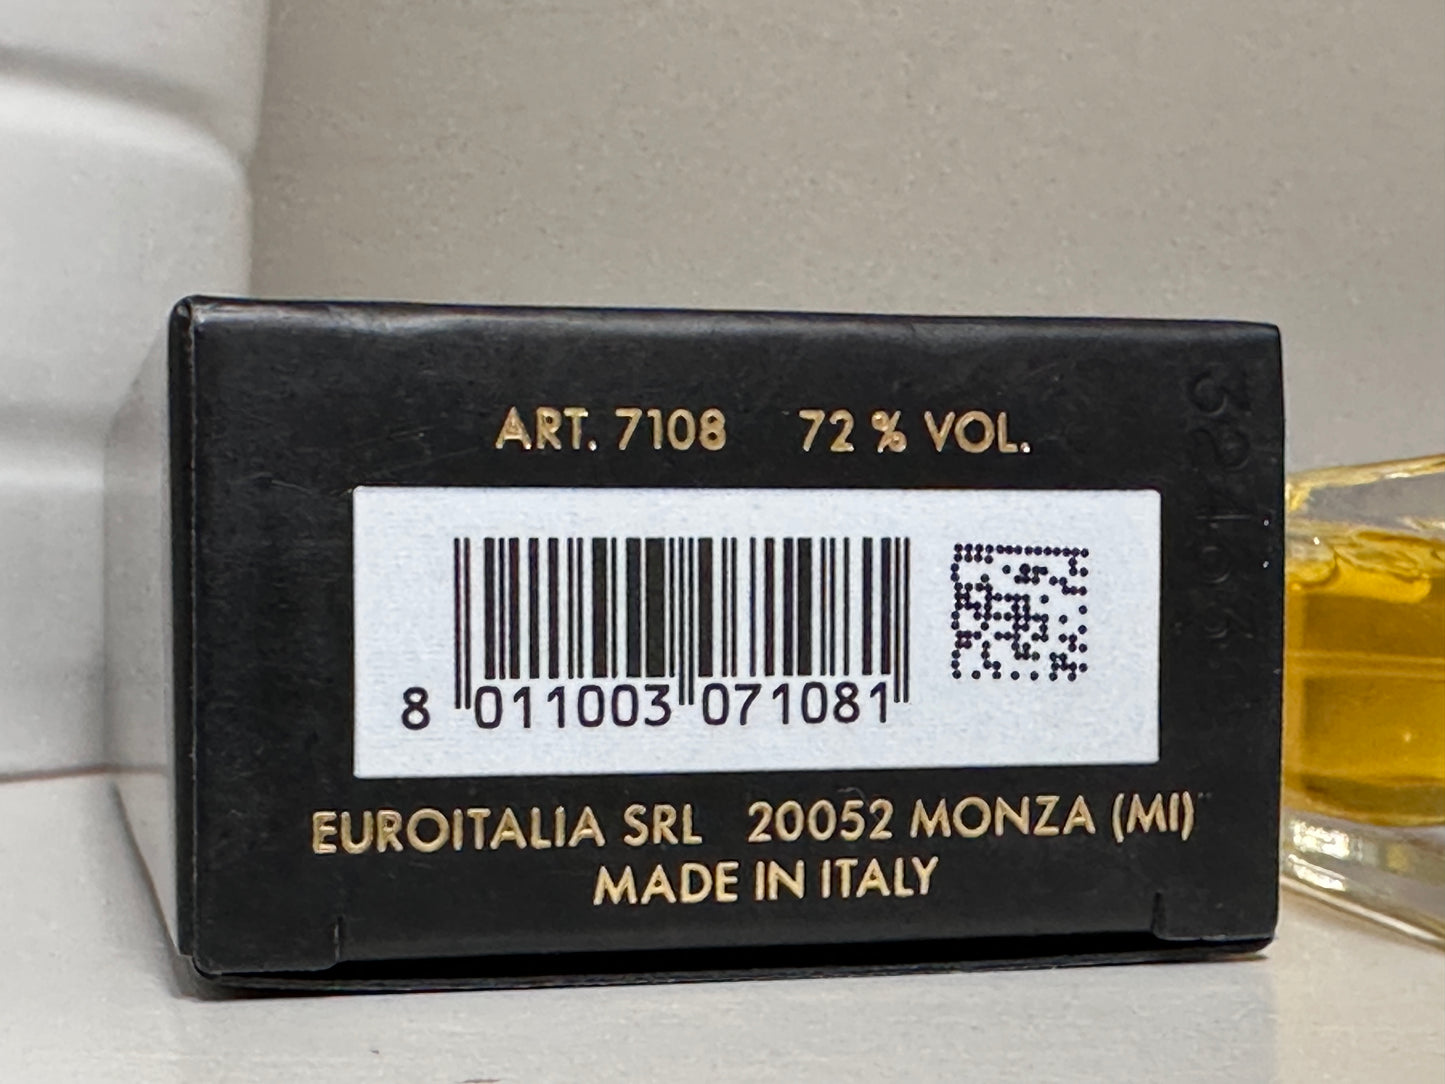 ART. 7108 72 % VOL.
8 011003 071081
EUROITALIA SRL 20052 MONZA (MI)
MADE IN ITALY